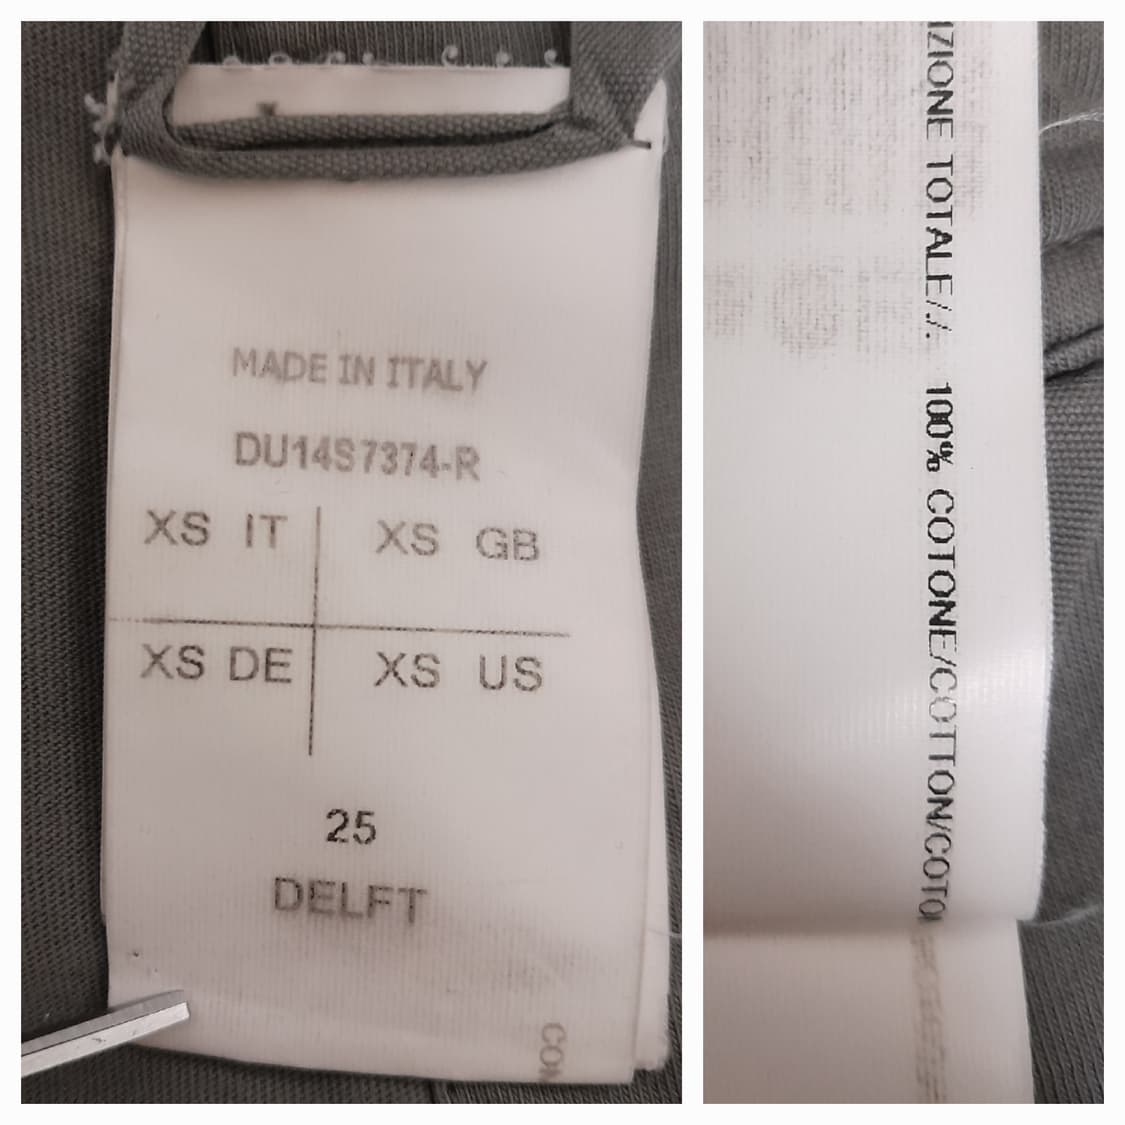 MADE IN ITALY
DU14S7374-R
XS IT
XS GB
XS DE
XS US
25
DELFT
COM
IZIONE TOTALE/./. 100% COTONE/COTTON/COTO